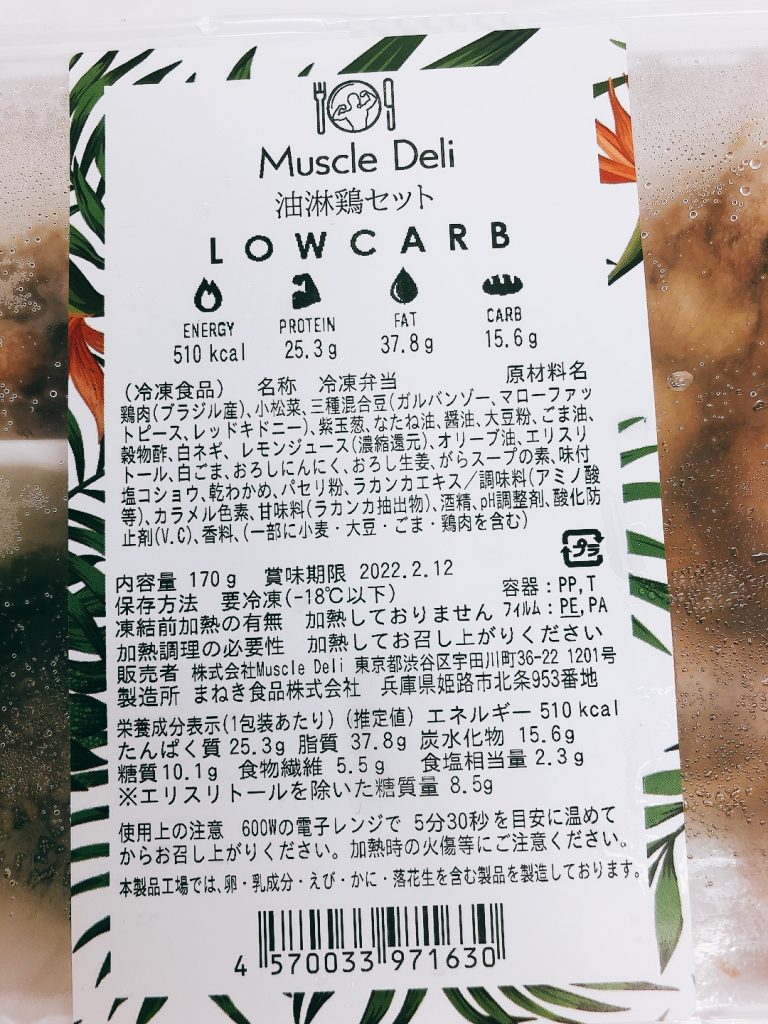 Muscle Deli
油淋鶏セット
LOWCARB
ENERGY PROTEIN FAT CARB
510 kcal 25.3g 37.8g 15.6g
(冷凍食品) 名称 冷凍弁当 原材料名
鶏肉(ブラジル産)、小松菜、三種混合豆(ガルバンゾー、マローファッ
トピース、レッドキドニー)、紫玉葱、なたね油、醤油、大豆粉、ごま油、
穀物酢、白ネギ、レモンジュース(濃縮還元)、オリーブ油、エリスリ
トール、白ごま、おろしにんにく、おろし生姜、がらスープの素、味付
塩コショウ、乾わかめ、パセリ粉、ラカンカエキス/調味料(アミノ酸
等)、カラメル色素、甘味料(ラカンカ抽出物)、酒精、pH調整剤、酸化防
止剤(V.C)、香料、(一部に小麦・大豆・ごま・鶏肉を含む)
プラ
内容量 170g 賞味期限 2022.2.12
保存方法 要冷凍(-18℃以下) 容器:PP,T
凍結前加熱の有無 加熱しておりません フィルム:PE,PA
加熱調理の必要性 加熱してお召し上がりください
販売者 株式会社Muscle Deli 東京都渋谷区宇田川町36-22 1201号
製造所 まねき食品株式会社 兵庫県姫路市北条953番地
栄養成分表示(1包装あたり)(推定値) エネルギー 510 kcal
たんぱく質 25.3g 脂質 37.8g 炭水化物 15.6g
糖質10.1g 食物繊維 5.5g 食塩相当量 2.3g
※エリスリトールを除いた糖質量 8.5g
使用上の注意 600Wの電子レンジで 5分30秒を目安に温めて
からお召し上がりください。加熱時の火傷等にご注意ください。
本製品工場では、卵・乳成分・えび・かに・落花生を含む製品を製造しております。
4 570033 971630